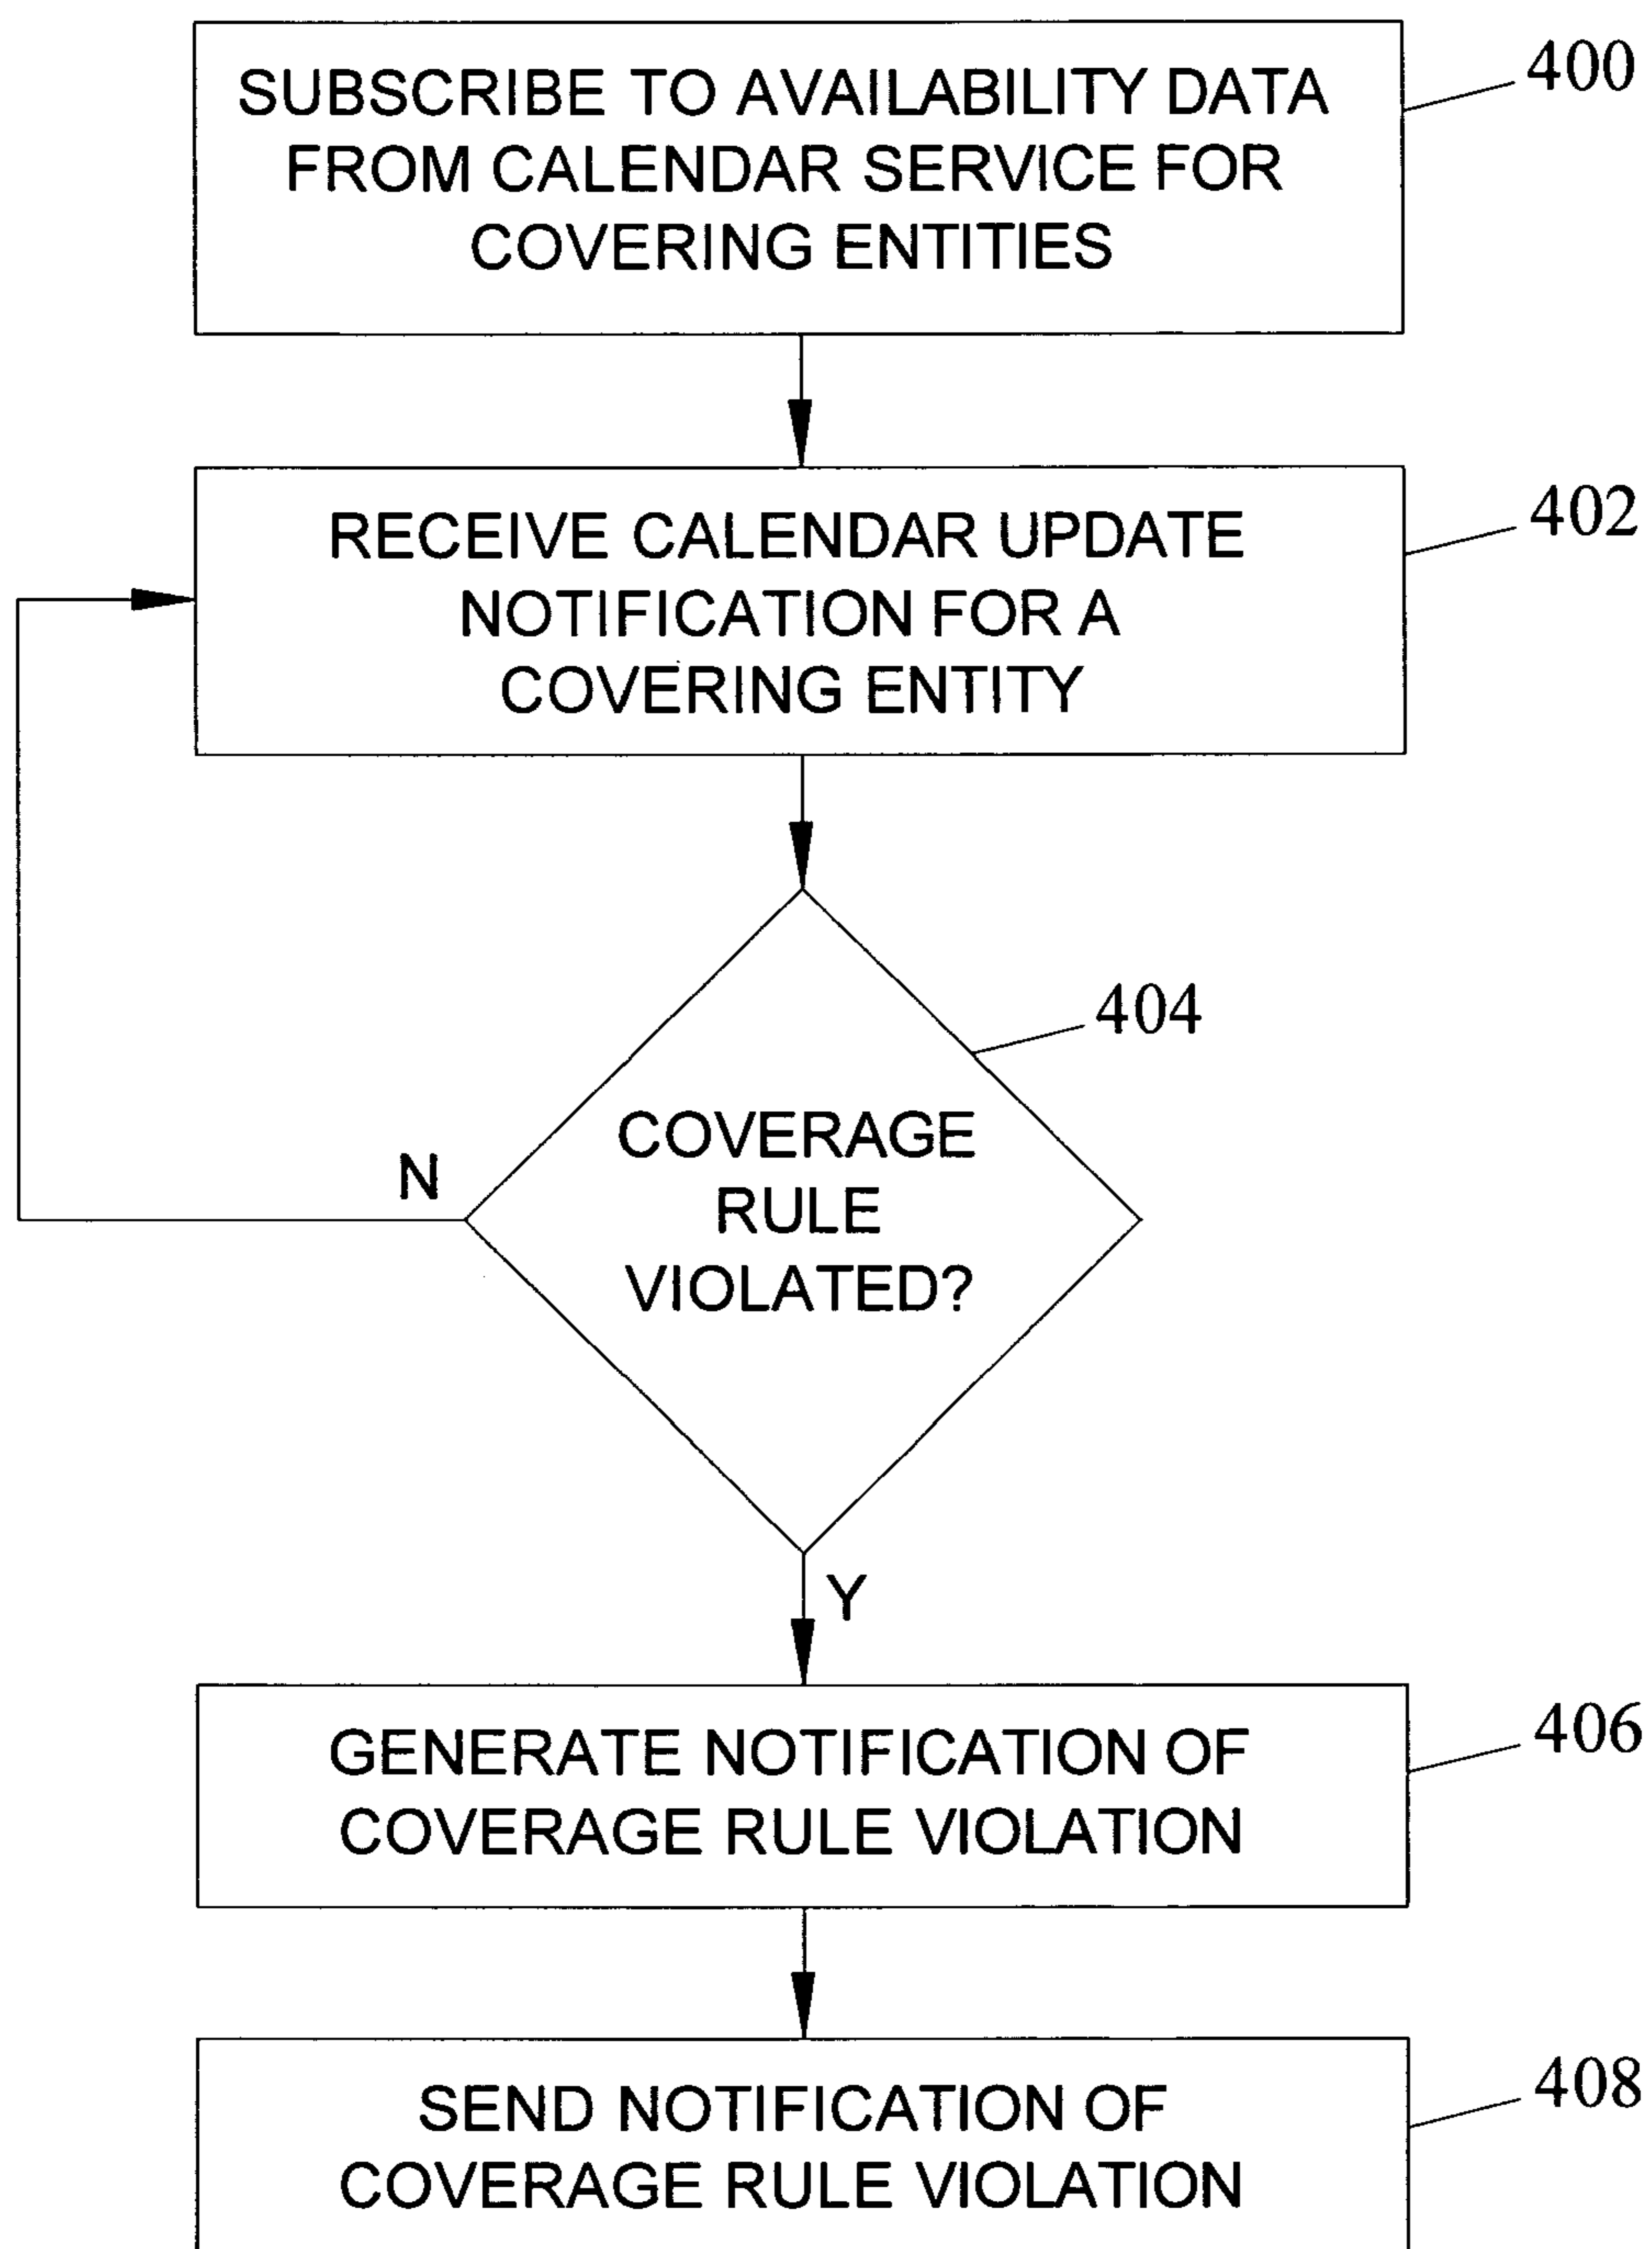 SUBSCRIBE TO AVAILABILITY DATA
FROM CALENDAR SERVICE FOR
COVERING ENTITIES
400
RECEIVE CALENDAR UPDATE
NOTIFICATION FOR A
COVERING ENTITY
402
404
COVERAGE
RULE
VIOLATED?
N
Y
GENERATE NOTIFICATION OF
COVERAGE RULE VIOLATION
406
SEND NOTIFICATION OF
COVERAGE RULE VIOLATION
408